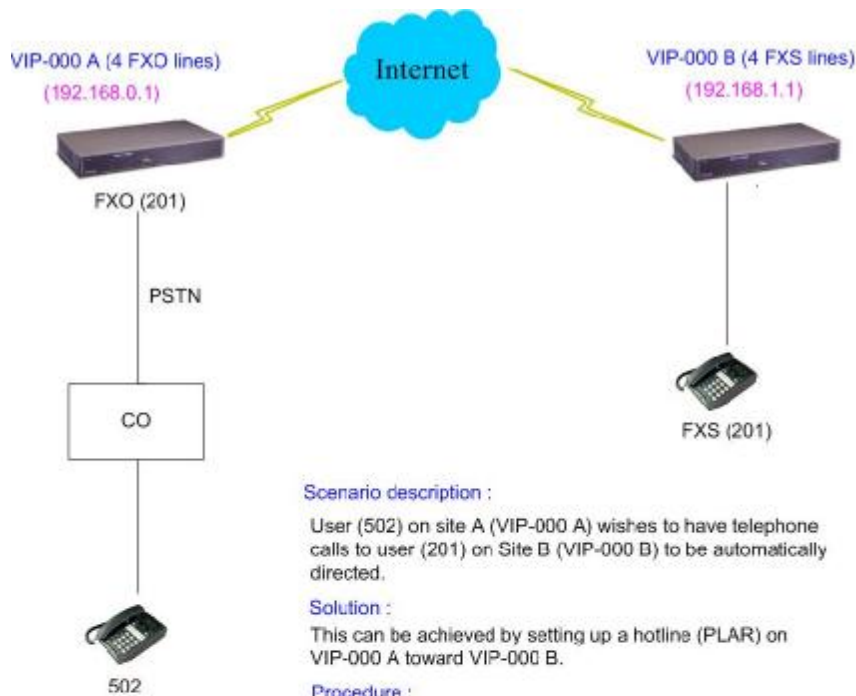 VIP-000 A (4 FXO lines)
(192.168.0.1)
Internet
VIP-000 B (4 FXS lines)
(192.168.1.1)
FXO (201)
PSTN
CO
FXS (201)
502
Scenario description :
User (502) on site A (VIP-000 A) wishes to have telephone
calls to user (201) on Site B (VIP-000 B) to be automatically
directed.
Solution :
This can be achieved by setting up a hotline (PLAR) on
VIP-000 A toward VIP-000 B.
Procedure :